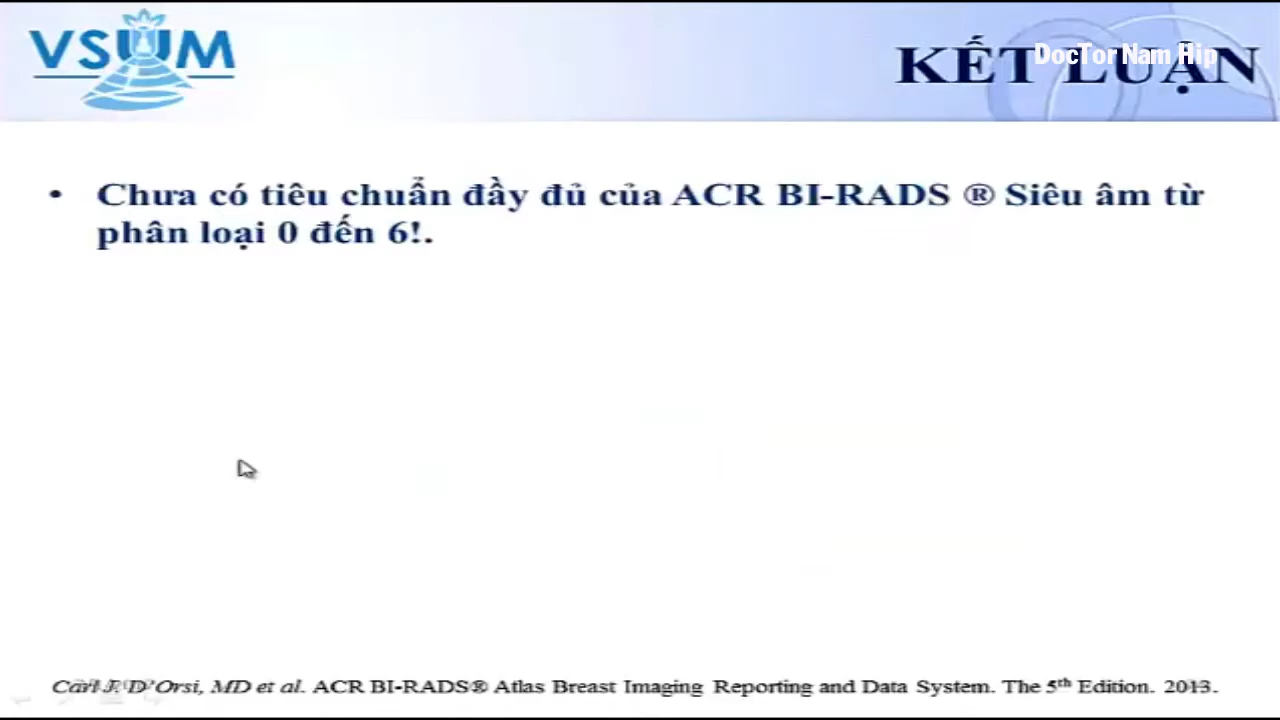 VSUM
KẾT LUẬN
DocTor Nam Hip
• Chưa có tiêu chuẩn đầy đủ của ACR BI-RADS ® Siêu âm từ
phân loại 0 đến 6!.
Carl J. D'Orsi, MD et al. ACR BI-RADS® Atlas Breast Imaging Reporting and Data System. The 5th Edition. 2013.